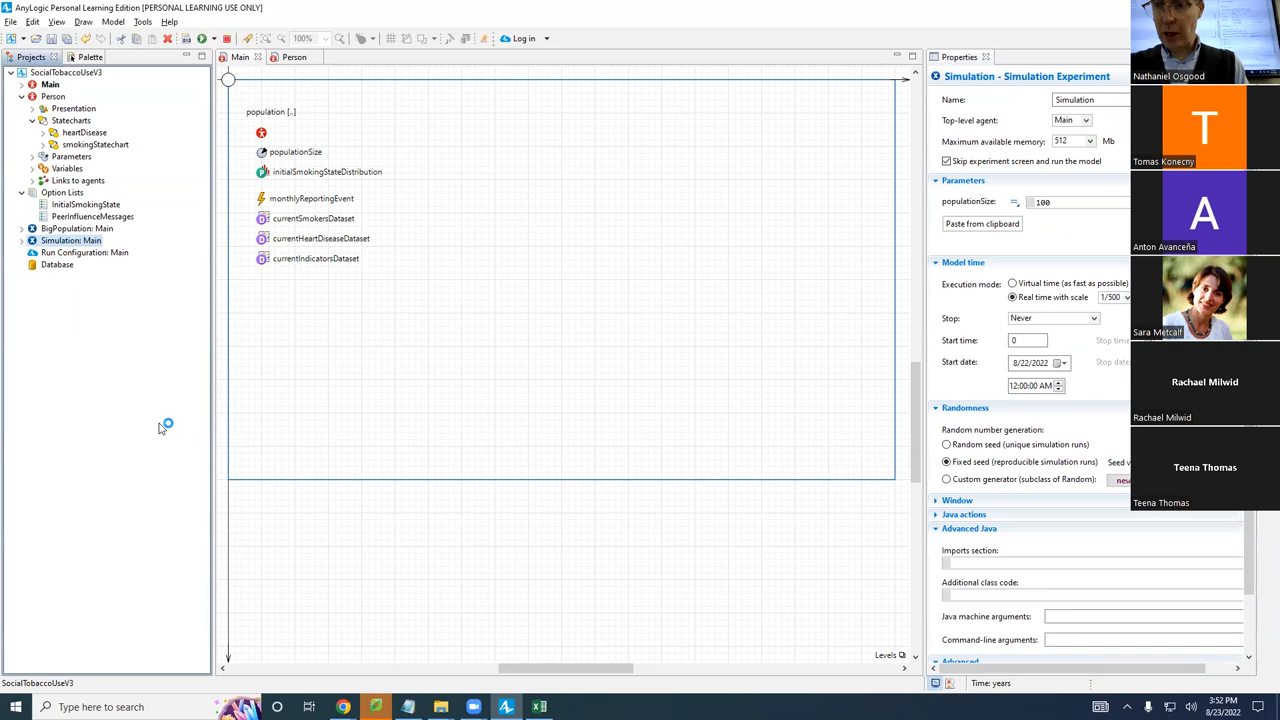 AnyLogic Personal Learning Edition [PERSONAL LEARNING USE ONLY]
File Edit View Draw Model Tools Help
100% Log in
Projects Palette
Main Person
Properties
SocialTobaccoUseV3
Main
Person
Presentation
Statecharts
heartDisease
smokingStatechart
Parameters
Variables
Links to agents
Option Lists
InitialSmokingState
PeerInfluenceMessages
BigPopulation: Main
Simulation: Main
Run Configuration: Main
Database
population [..]
populationSize
initialSmokingStateDistribution
monthlyReportingEvent
currentSmokersDataset
currentHeartDiseaseDataset
currentIndicatorsDataset
Levels
Simulation - Simulation Experiment
Name: Simulation
Top-level agent: Main
Maximum available memory: 512 Mb
Skip experiment screen and run the model
Parameters
populationSize: 100
Paste from clipboard
Model time
Execution mode: Virtual time (as fast as possible)
Real time with scale 1/500
Stop: Never
Start time: 0 Stop time:
Start date: 8/22/2022 Stop date:
12:00:00 AM
Randomness
Random number generation:
Random seed (unique simulation runs)
Fixed seed (reproducible simulation runs) Seed v
Custom generator (subclass of Random): new
Window
Java actions
Advanced Java
Imports section:
Additional class code:
Java machine arguments:
Command-line arguments:
Advanced
Time: years
Nathaniel Osgood
T
Tomas Konecny
A
Anton Avanceña
Sara Metcalf
Rachael Milwid
Rachael Milwid
Teena Thomas
Teena Thomas
SocialTobaccoUseV3
Type here to search
3:52 PM
8/23/2022